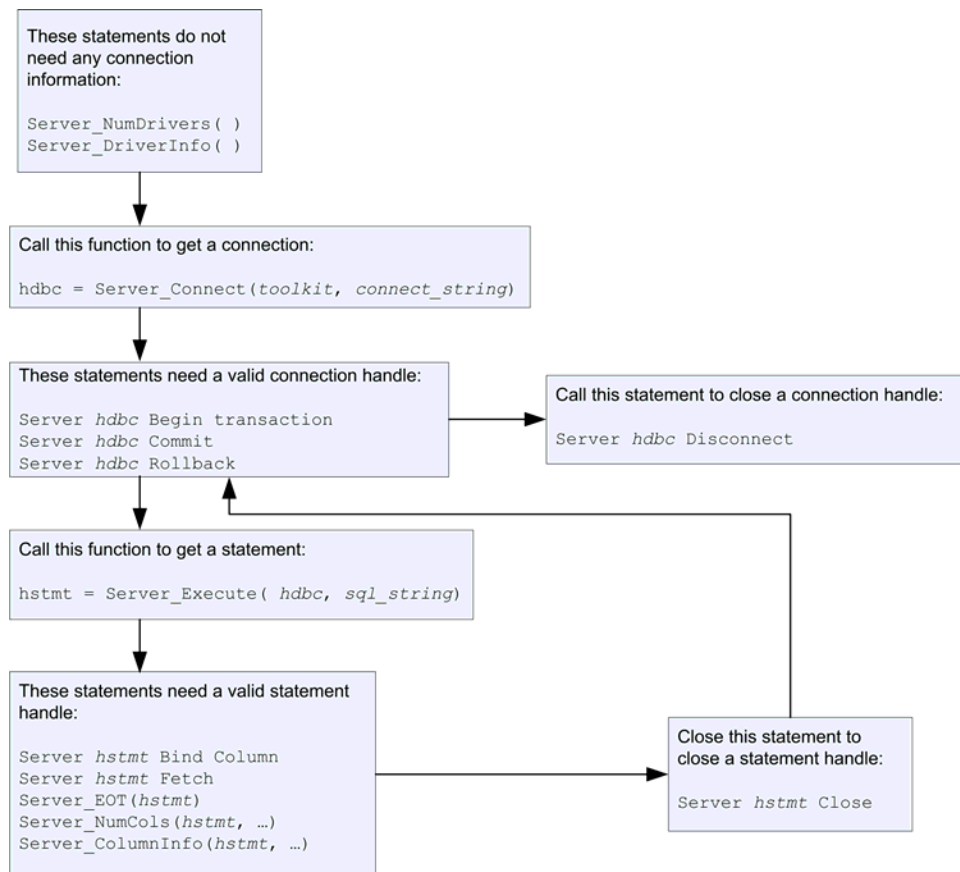 These statements do not
need any connection
information:
Server_NumDrivers( )
Server_DriverInfo( )
Call this function to get a connection:
hdbc = Server_Connect(toolkit, connect_string)
These statements need a valid connection handle:
Server hdbc Begin transaction
Server hdbc Commit
Server hdbc Rollback
Call this statement to close a connection handle:
Server hdbc Disconnect
Call this function to get a statement:
hstmt = Server_Execute( hdbc, sql_string)
These statements need a valid statement
handle:
Server hstmt Bind Column
Server hstmt Fetch
Server_EOT(hstmt)
Server_NumCols(hstmt, …)
Server_ColumnInfo(hstmt, …)
Close this statement to
close a statement handle:
Server hstmt Close